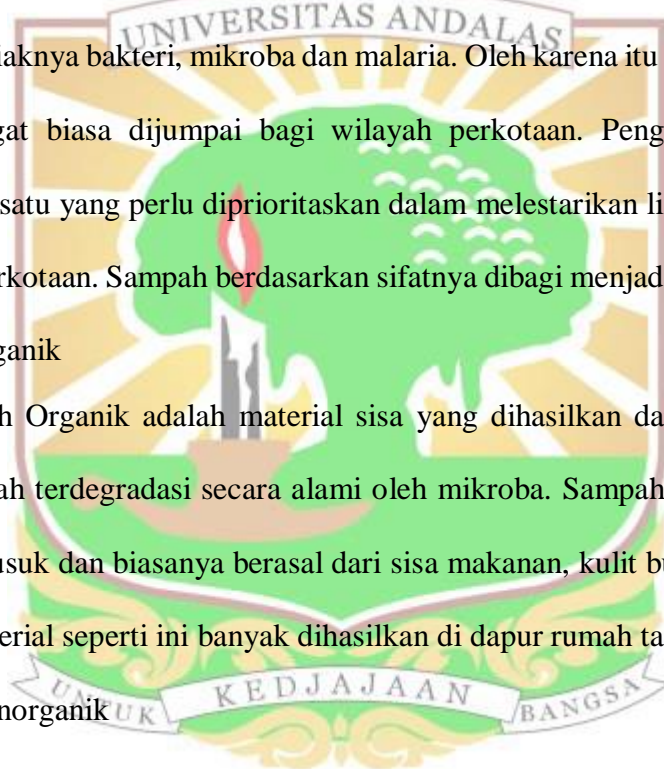 UNIVERSITAS ANDALAS
iaknya bakteri, mikroba dan malaria. Oleh karena itu
gat biasa dijumpai bagi wilayah perkotaan. Peng
satu yang perlu diprioritaskan dalam melestarikan li
rkotaan. Sampah berdasarkan sifatnya dibagi menjad
ganik
h Organik adalah material sisa yang dihasilkan da
ah terdegradasi secara alami oleh mikroba. Sampah
usuk dan biasanya berasal dari sisa makanan, kulit bu
erial seperti ini banyak dihasilkan di dapur rumah ta
norganik
UNTUK KEDJAJAAN BANGSA